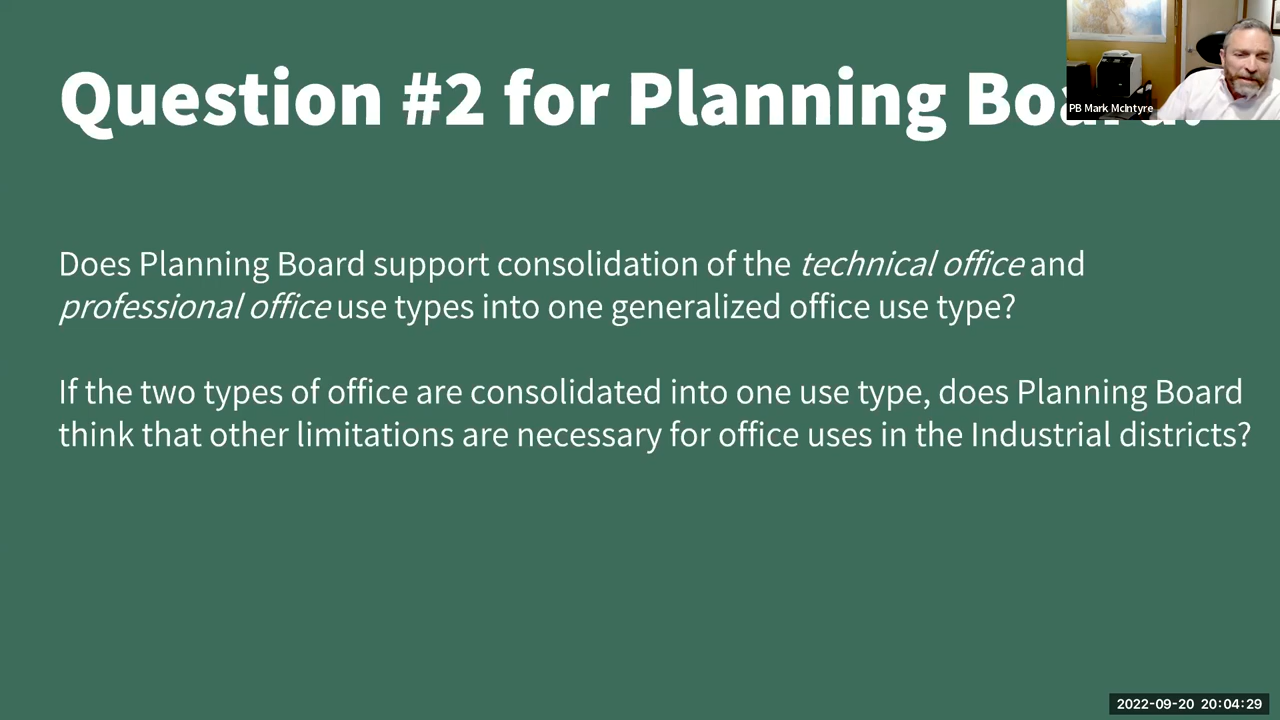 Question #2 for Planning
PB Mark McIntyre
Does Planning Board support consolidation of the technical office and
professional office use types into one generalized office use type?
If the two types of office are consolidated into one use type, does Planning Board
think that other limitations are necessary for office uses in the Industrial districts?
2022-09-20 20:04:29